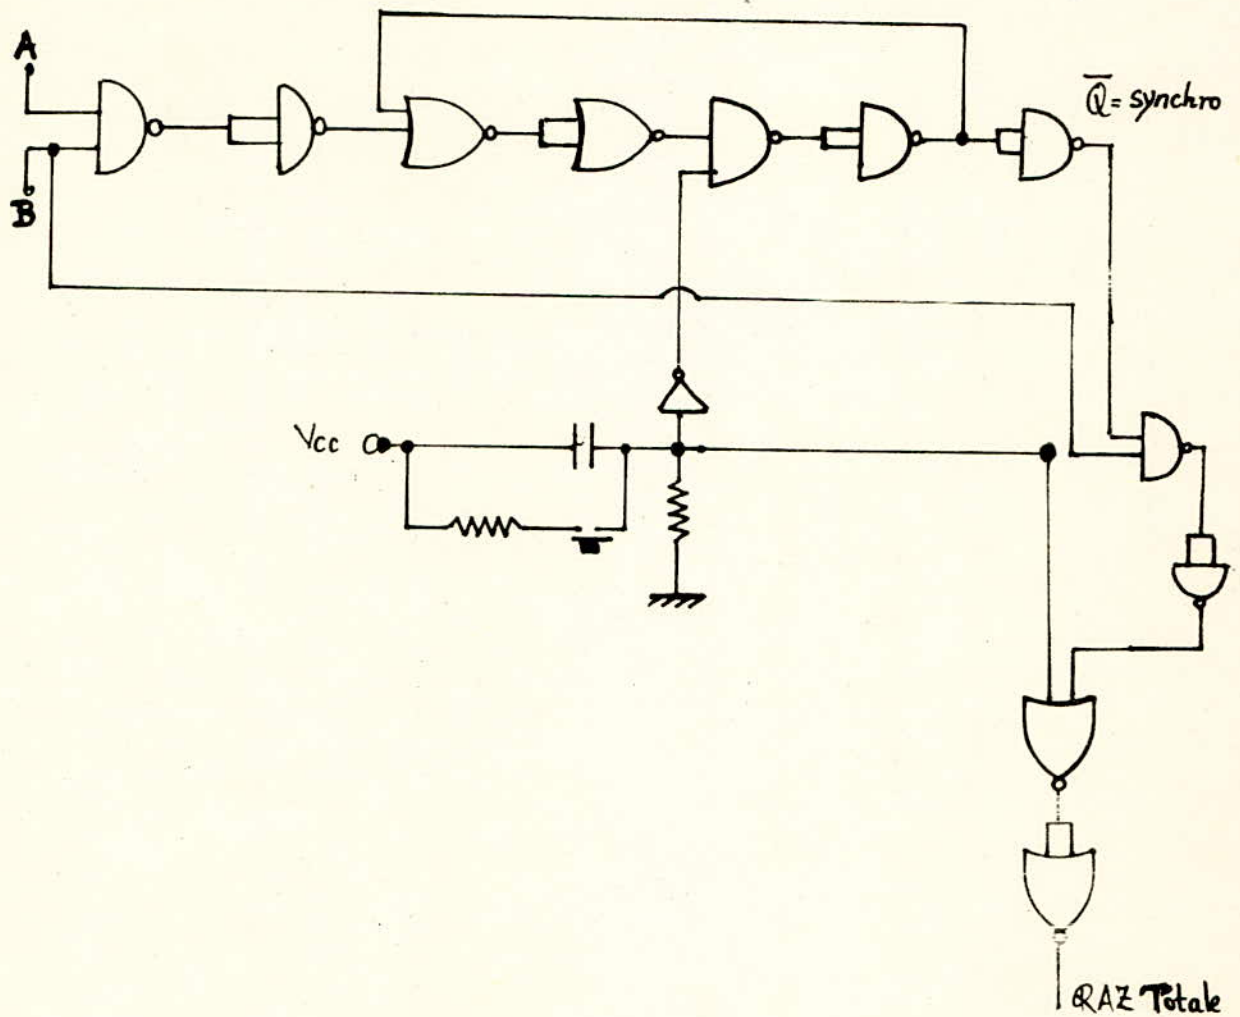 A
Q̅ = synchro
B
Vcc
RAZ Totale